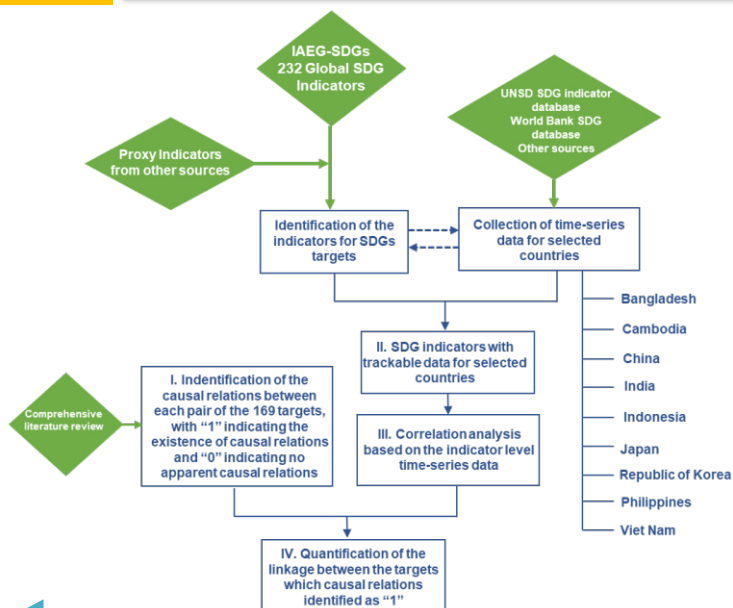 IAEG-SDGs
232 Global SDG
Indicators
UNSD SDG indicator
database
World Bank SDG
database
Other sources
Proxy Indicators
from other sources
Identification of the
indicators for SDGs
targets
Collection of time-series
data for selected
countries
Bangladesh
Cambodia
China
India
Indonesia
Japan
Republic of Korea
Philippines
Viet Nam
II. SDG indicators with
trackable data for selected
countries
Comprehensive
literature review
I. Indentification of the
causal relations between
each pair of the 169 targets,
with “1” indicating the
existence of causal relations
and “0” indicating no
apparent causal relations
III. Correlation analysis
based on the indicator level
time-series data
IV. Quantification of the
linkage between the targets
which causal relations
identified as “1”